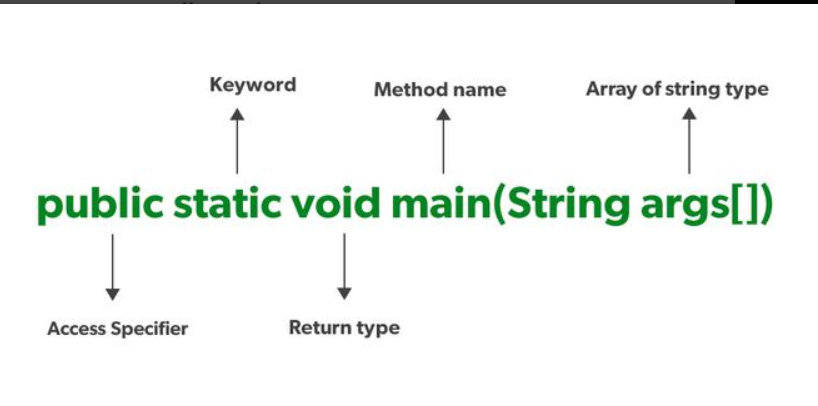 Keyword
Method name
Array of string type
public static void main(String args[])
Access Specifier
Return type